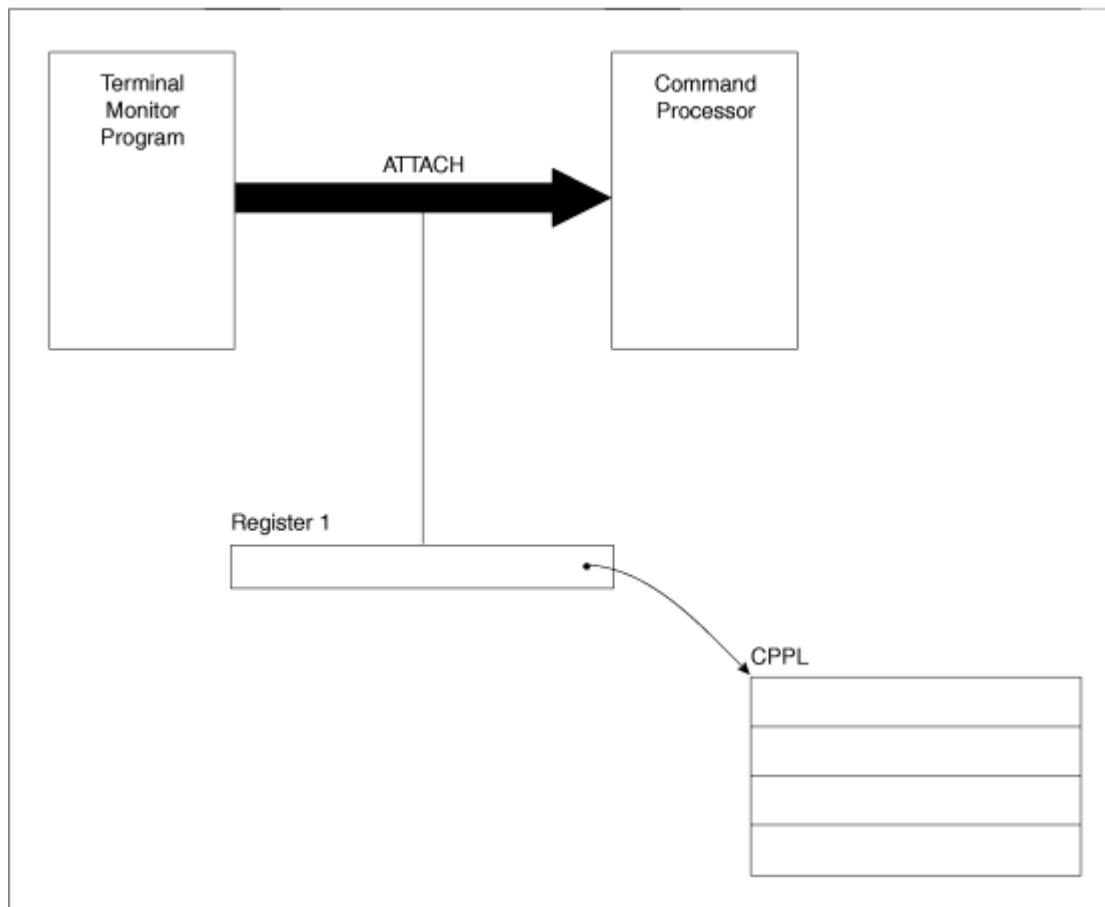 Terminal
Monitor
Program
Command
Processor
ATTACH
Register 1
CPPL